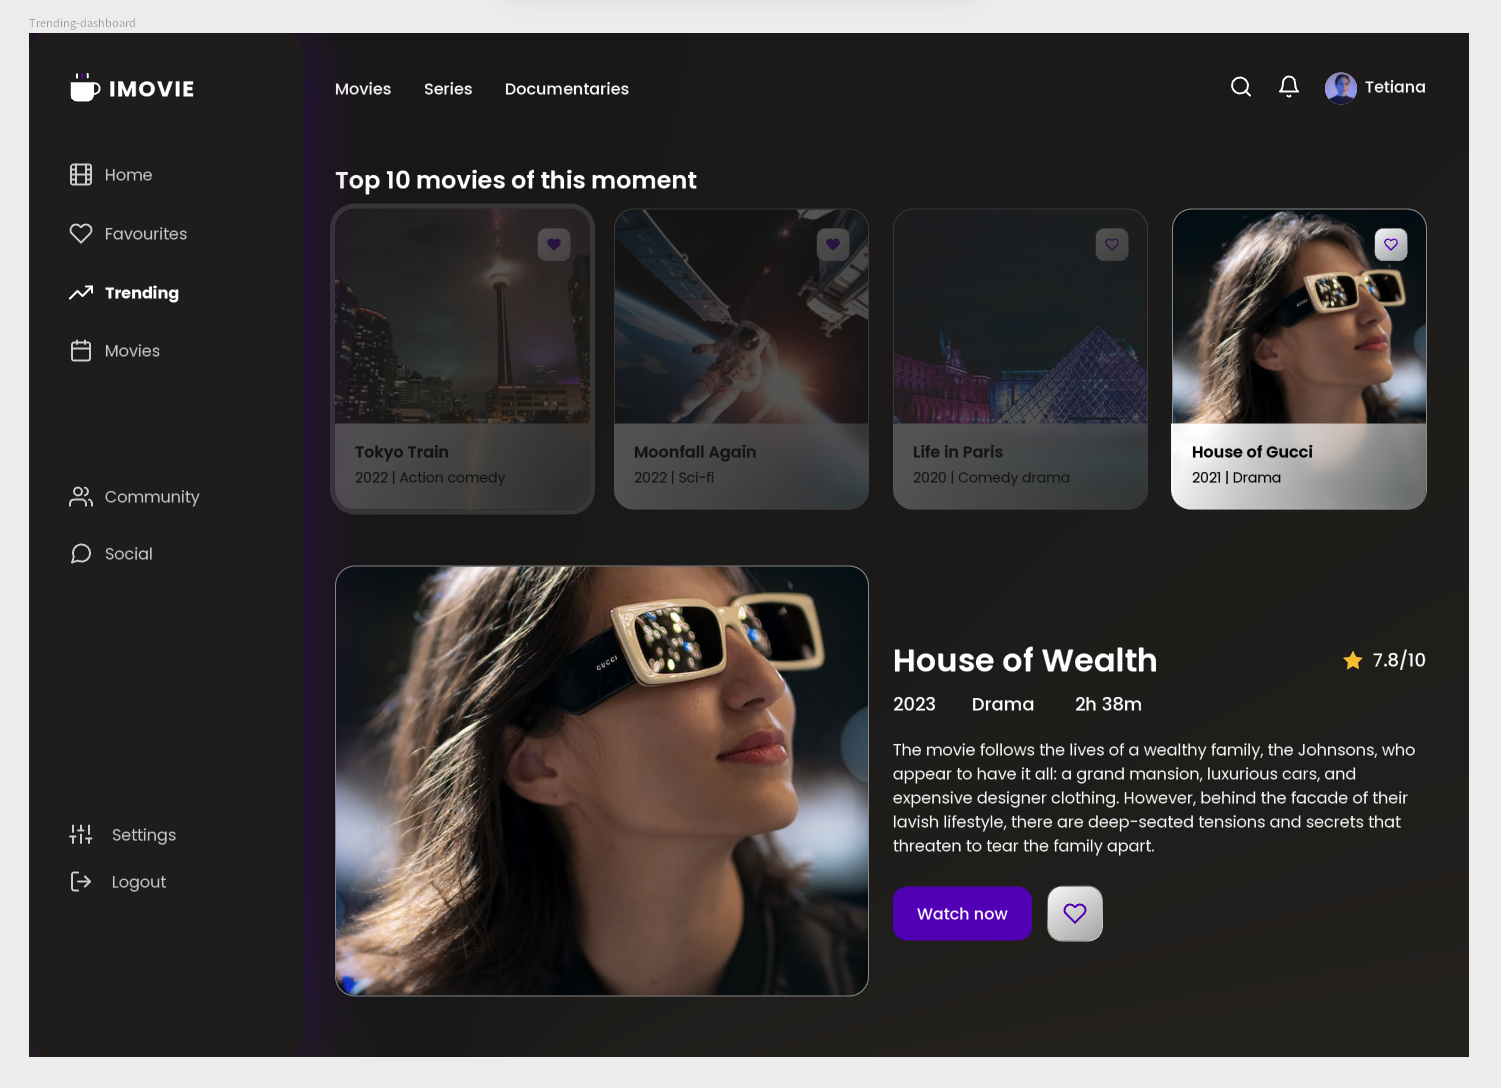 Trending-dashboard
IMOVIE
Movies Series Documentaries
Tetiana
Home
Favourites
Trending
Movies
Community
Social
Settings
Logout
Top 10 movies of this moment
Tokyo Train
2022 | Action comedy
Moonfall Again
2022 | Sci-fi
Life in Paris
2020 | Comedy drama
GUCCI
House of Gucci
2021 | Drama
GUCCI
House of Wealth
7.8/10
2023 Drama 2h 38m
The movie follows the lives of a wealthy family, the Johnsons, who
appear to have it all: a grand mansion, luxurious cars, and
expensive designer clothing. However, behind the facade of their
lavish lifestyle, there are deep-seated tensions and secrets that
threaten to tear the family apart.
Watch now